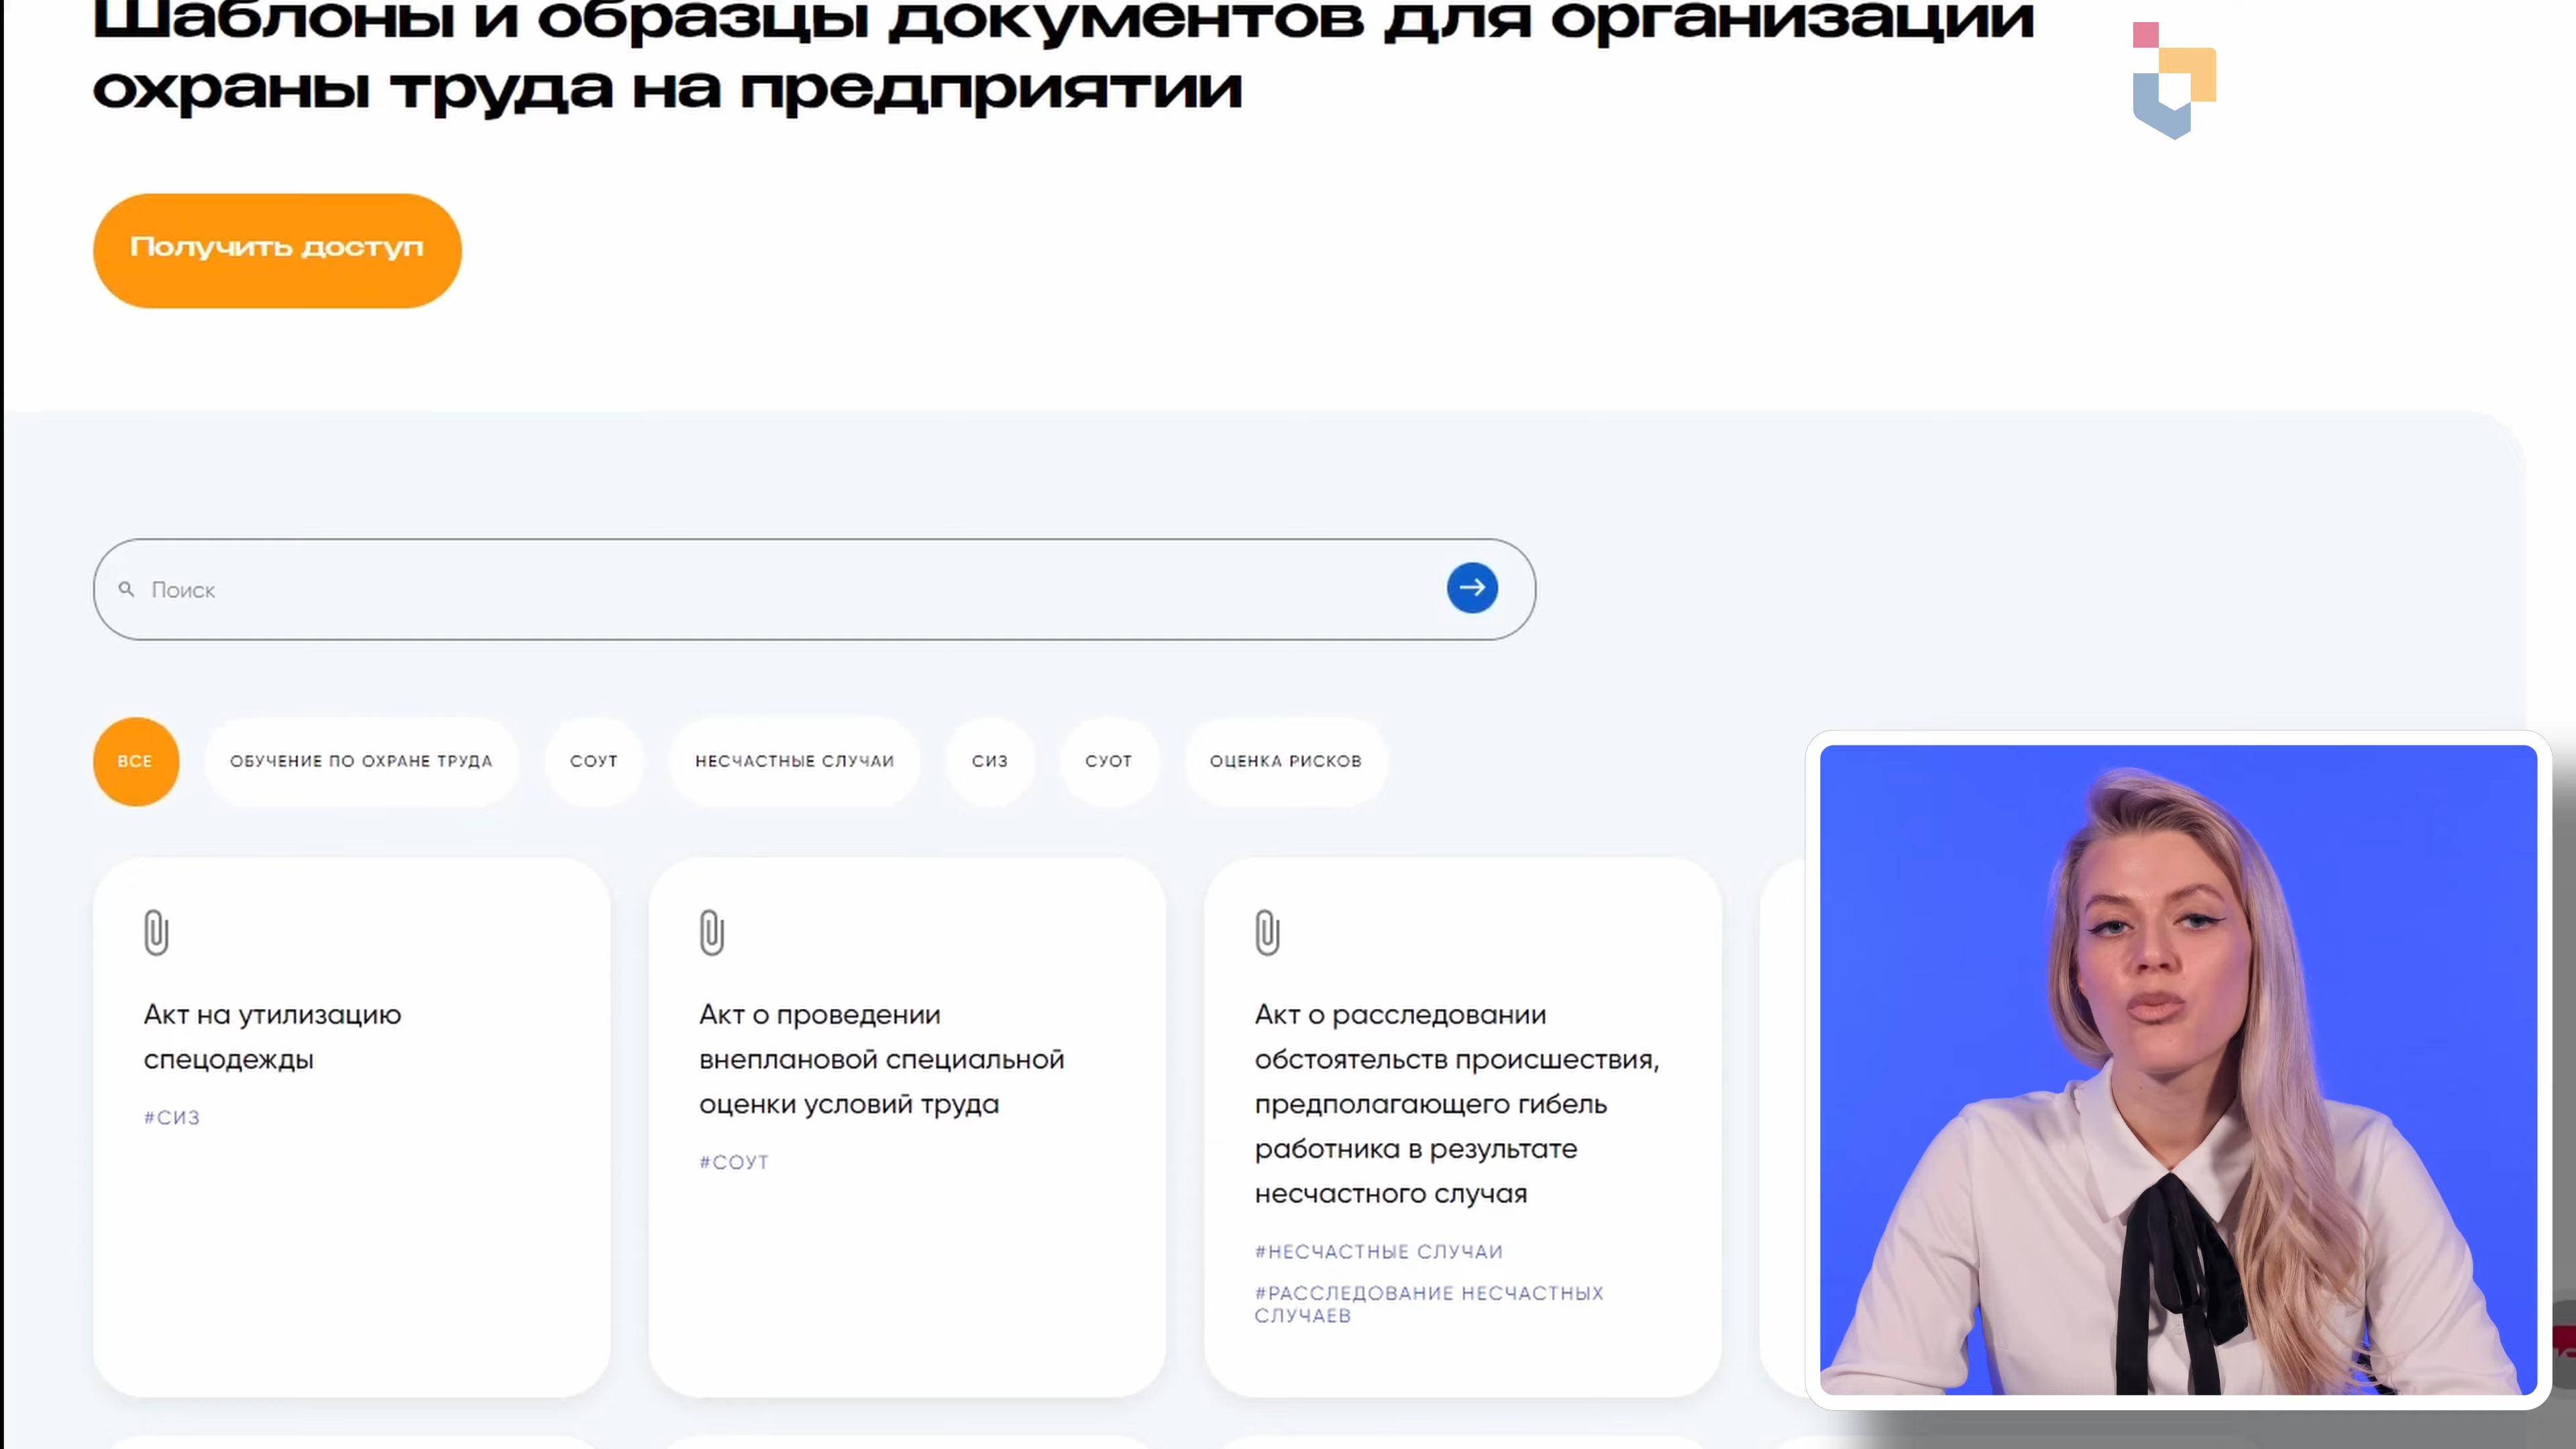 Шаблоны и образцы документов для организации
охраны труда на предприятии
Получить доступ
Поиск
ВСЕ
ОБУЧЕНИЕ ПО ОХРАНЕ ТРУДА
СОУТ
НЕСЧАСТНЫЕ СЛУЧАИ
СИЗ
СУОТ
ОЦЕНКА РИСКОВ
Акт на утилизацию
спецодежды
#СИЗ
Акт о проведении
внеплановой специальной
оценки условий труда
#СОУТ
Акт о расследовании
обстоятельств происшествия,
предполагающего гибель
работника в результате
несчастного случая
#НЕСЧАСТНЫЕ СЛУЧАИ
#РАССЛЕДОВАНИЕ НЕСЧАСТНЫХ
СЛУЧАЕВ